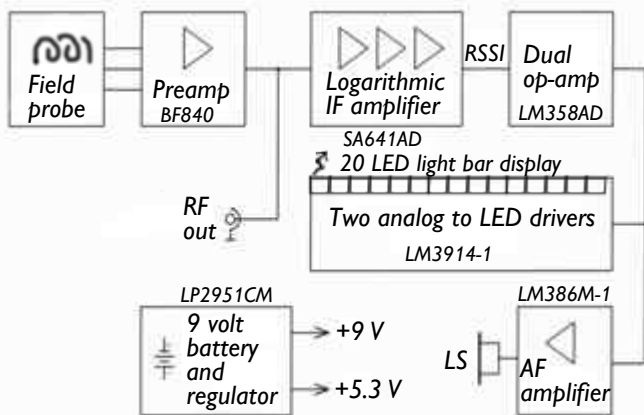 Field
probe
Preamp
BF840
Logarithmic
IF amplifier
SA641AD
RSSI
Dual
op-amp
LM358AD
20 LED light bar display
Two analog to LED drivers
LM3914-1
RF
out
LP2951CM
9 volt
battery
and
regulator
+9 V
+5.3 V
LM386M-1
LS
AF
amplifier